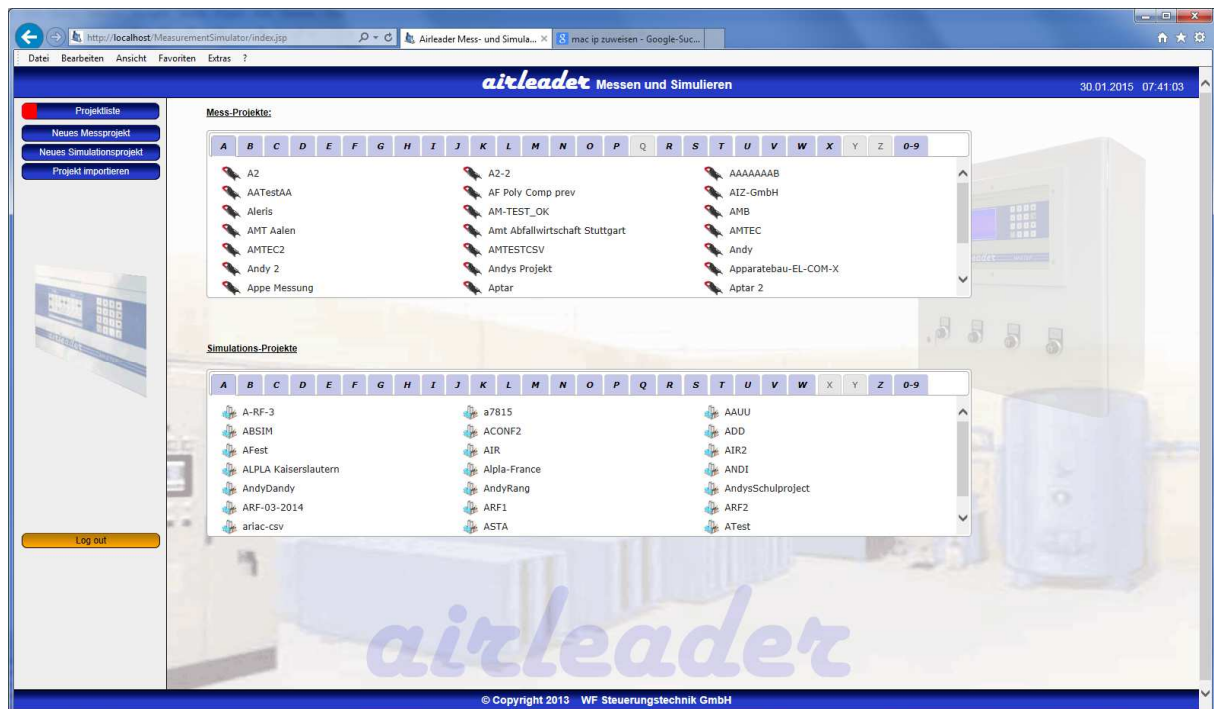 http://localhost/MeasurementSimulator/index.jsp
Airleader Mess- und Simula...
mac ip zuweisen - Google-Suc...
Datei Bearbeiten Ansicht Favoriten Extras ?
airleader Messen und Simulieren
30.01.2015 07:41:03
Projektliste
Neues Messprojekt
Neues Simulationsprojekt
Projekt importieren
Log out
Mess-Projekte:
A B C D E F G H I J K L M N O P Q R S T U V W X Y Z 0-9
A2 A2-2 AAAAAAAB
AATestAA AF Poly Comp prev AIZ-GmbH
Aleris AM-TEST_OK AMB
AMT Aalen Amt Abfallwirtschaft Stuttgart AMTEC
AMTEC2 AMTESTCSV Andy
Andy 2 Andys Projekt Apparatebau-EL-COM-X
Appe Messung Aptar Aptar 2
Simulations-Projekte
A B C D E F G H I J K L M N O P Q R S T U V W X Y Z 0-9
A-RF-3 a7815 AAUU
ABSIM ACONF2 ADD
AFest AIR AIR2
ALPLA Kaiserslautern Alpla-France ANDI
AndyDandy AndyRang AndysSchulproject
ARF-03-2014 ARF1 ARF2
ariac-csv ASTA ATest
airleader
© Copyright 2013 WF Steuerungstechnik GmbH